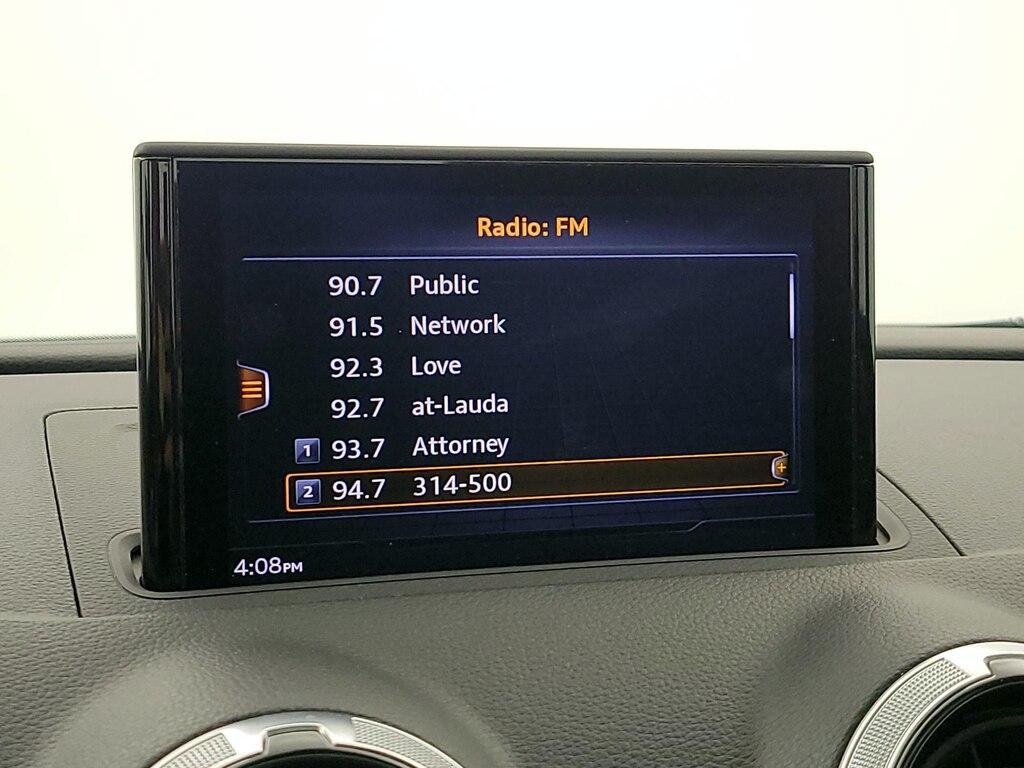 Radio: FM
90.7 Public
91.5 Network
92.3 Love
92.7 at-Lauda
1 93.7 Attorney
2 94.7 314-500
4:08PM